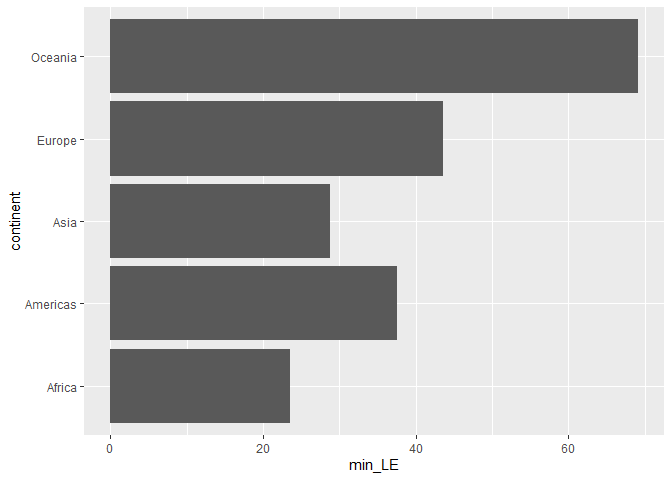 Oceania
Europe
Asia
Americas
Africa
continent
0 20 40 60
min_LE